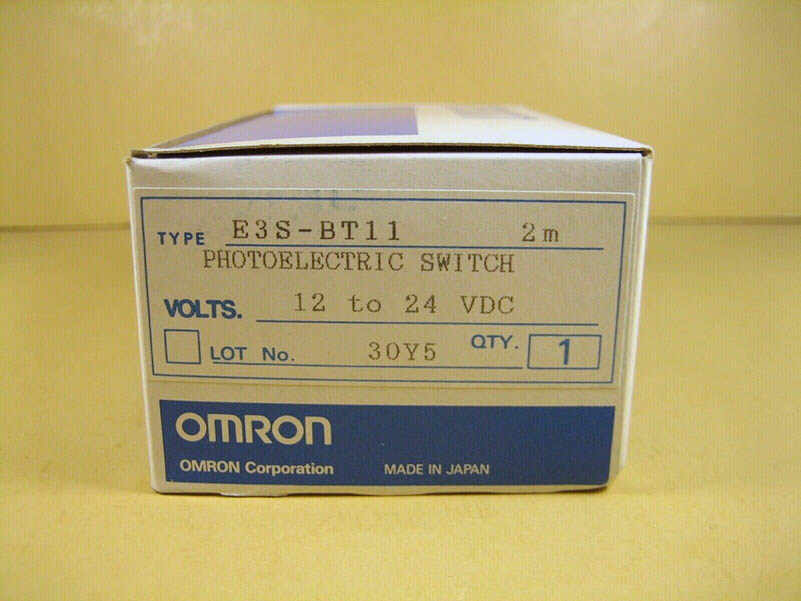 TYPE E3S-BT11 2m
PHOTOELECTRIC SWITCH
VOLTS. 12 to 24 VDC
LOT No. 30Y5 QTY. 1
OMRON
OMRON Corporation MADE IN JAPAN